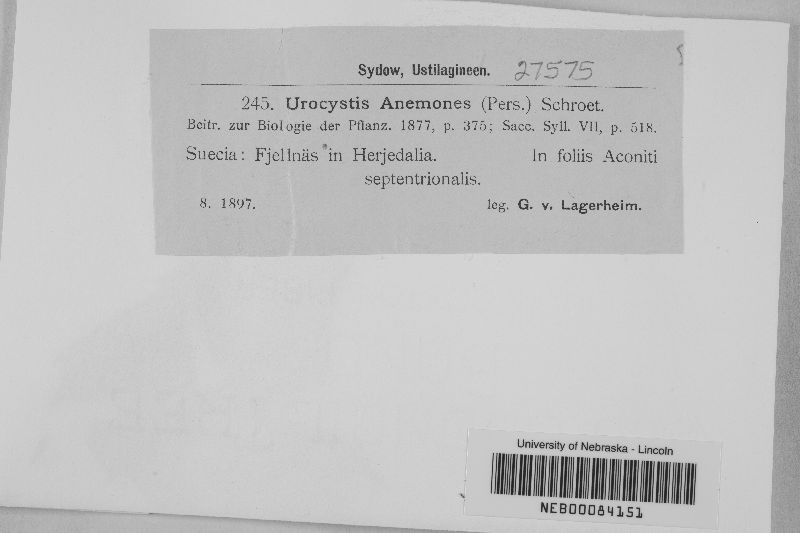 Sydow, Ustilagineen. 27575
245. Urocystis Anemones (Pers.) Schroet.
Beitr. zur Biologie der Pflanz. 1877, p. 375; Sacc. Syll. VII, p. 518.
Suecia: Fjellnäs in Herjedalia. In foliis Aconiti
septentrionalis.
8. 1897. leg. G. v. Lagerheim.
University of Nebraska - Lincoln
NEB00084151